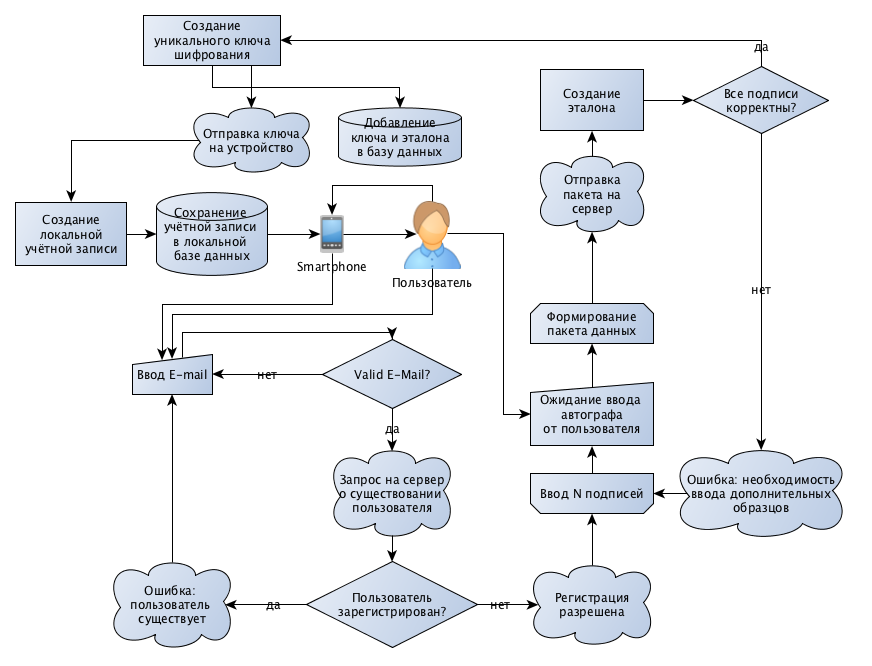 Создание
уникального ключа
шифрования
да
Создание
эталона
Все подписи
корректны?
Отправка ключа
на устройство
Добавление
ключа и эталона
в базу данных
Отправка
пакета на
сервер
Создание
локальной
учётной записи
Сохранение
учётной записи
в локальной
базе данных
Smartphone
Пользователь
нет
Формирование
пакета данных
Ввод E-mail
нет
Valid E-Mail?
Ожидание ввода
автографа
от пользователя
да
Запрос на сервер
о существовании
пользователя
Ввод N подписей
Ошибка: необходимость
ввода дополнительных
образцов
Ошибка:
пользователь
существует
да
Пользователь
зарегистрирован?
нет
Регистрация
разрешена